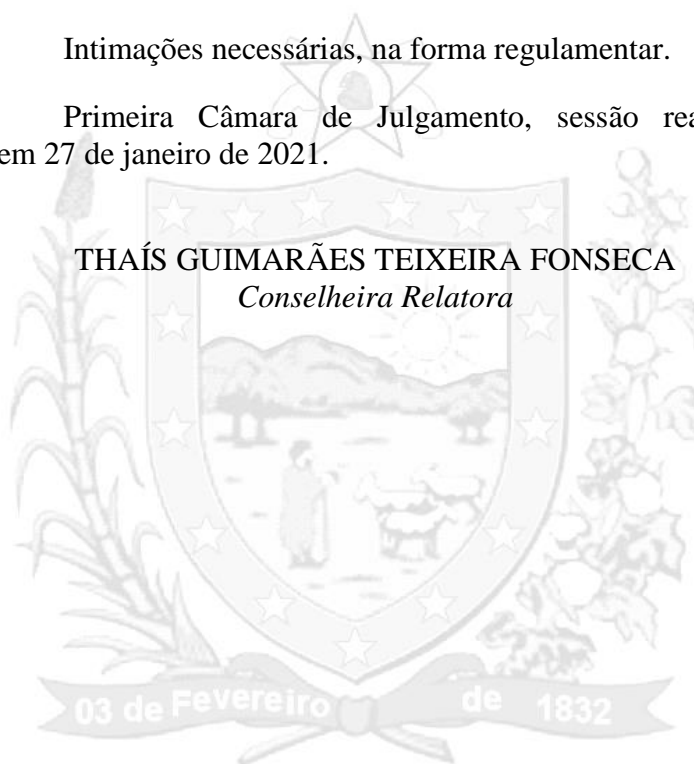 Intimações necessárias, na forma regulamentar.
Primeira Câmara de Julgamento, sessão
em 27 de janeiro de 2021.
THAÍS GUIMARÃES TEIXEIRA FONSECA
Conselheira Relatora
03 de Fevereiro de 1832